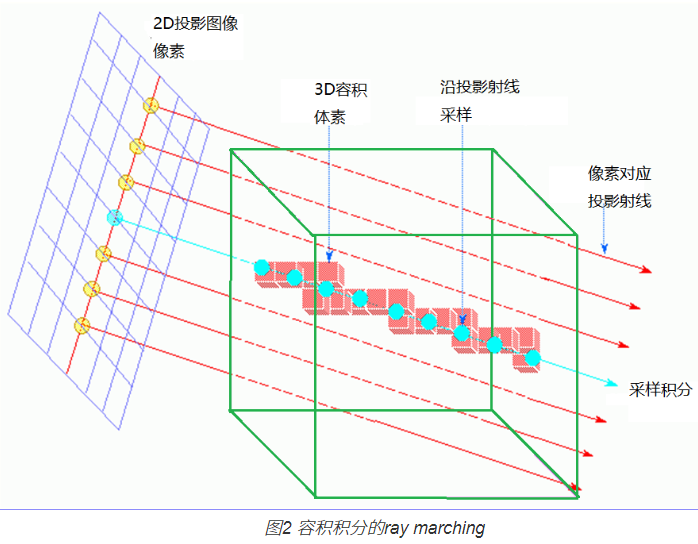 2D投影图像
像素
3D容积
体素
沿投影射线
采样
像素对应
投影射线
采样积分
图2 容积积分的ray marching